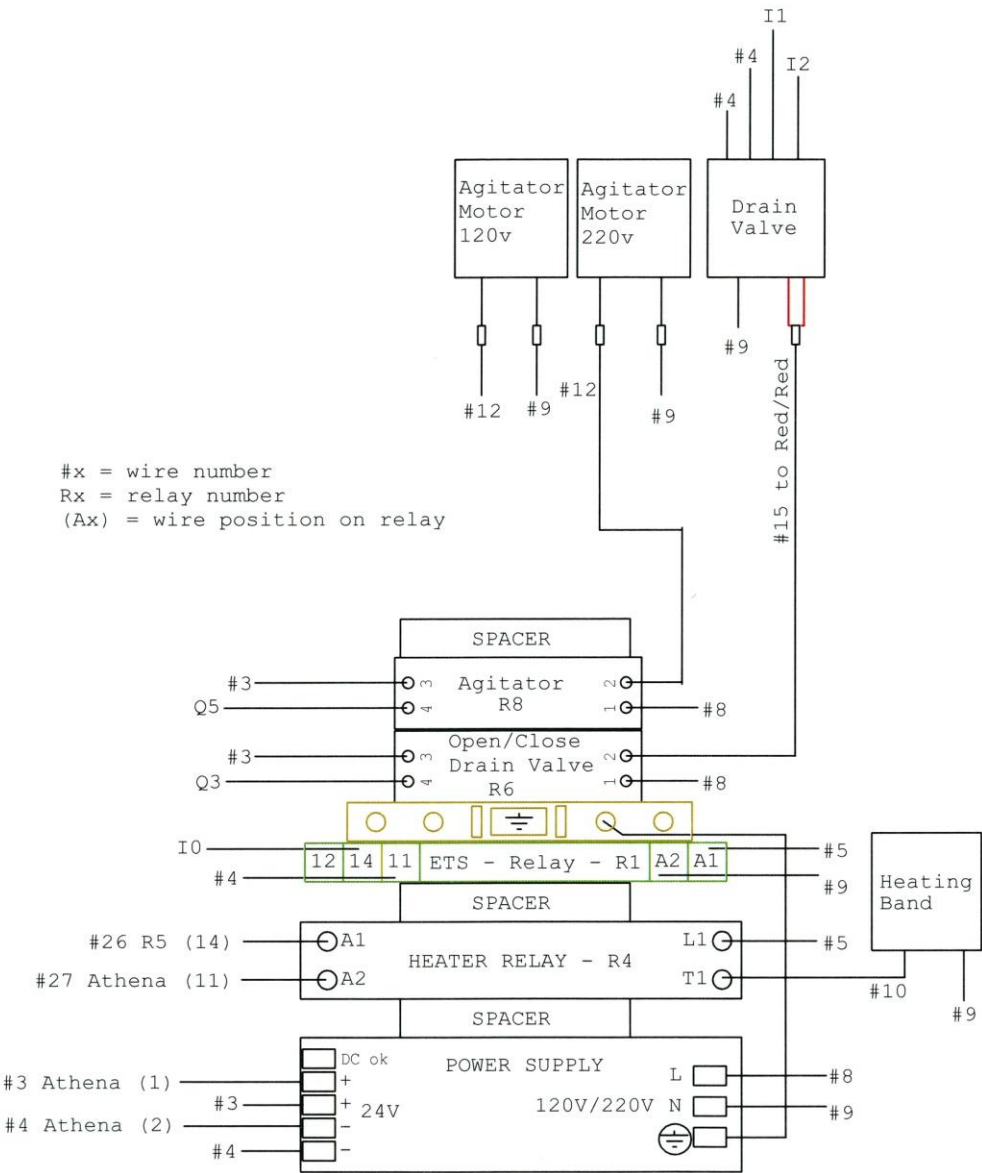 I1
#4
I2
#4
Agitator
Motor
120v
Agitator
Motor
220v
Drain
Valve
#12
#9
#12
#9
#9
#15 to Red/Red
#x = wire number
Rx = relay number
(Ax) = wire position on relay
SPACER
#3
3
Agitator
2
Q5
4
R8
1
#8
#3
3
Open/Close
Drain Valve
2
Q3
4
R6
1
#8
I0
12
14
11
ETS - Relay - R1
A2
A1
#5
#4
#9
SPACER
Heating
Band
#26 R5 (14)
A1
HEATER RELAY - R4
L1
#5
#27 Athena (11)
A2
T1
#10
#9
SPACER
DC ok
POWER SUPPLY
#3 Athena (1)
+
L
#8
#3
+
24V
120V/220V
N
#9
#4 Athena (2)
-
#4
-